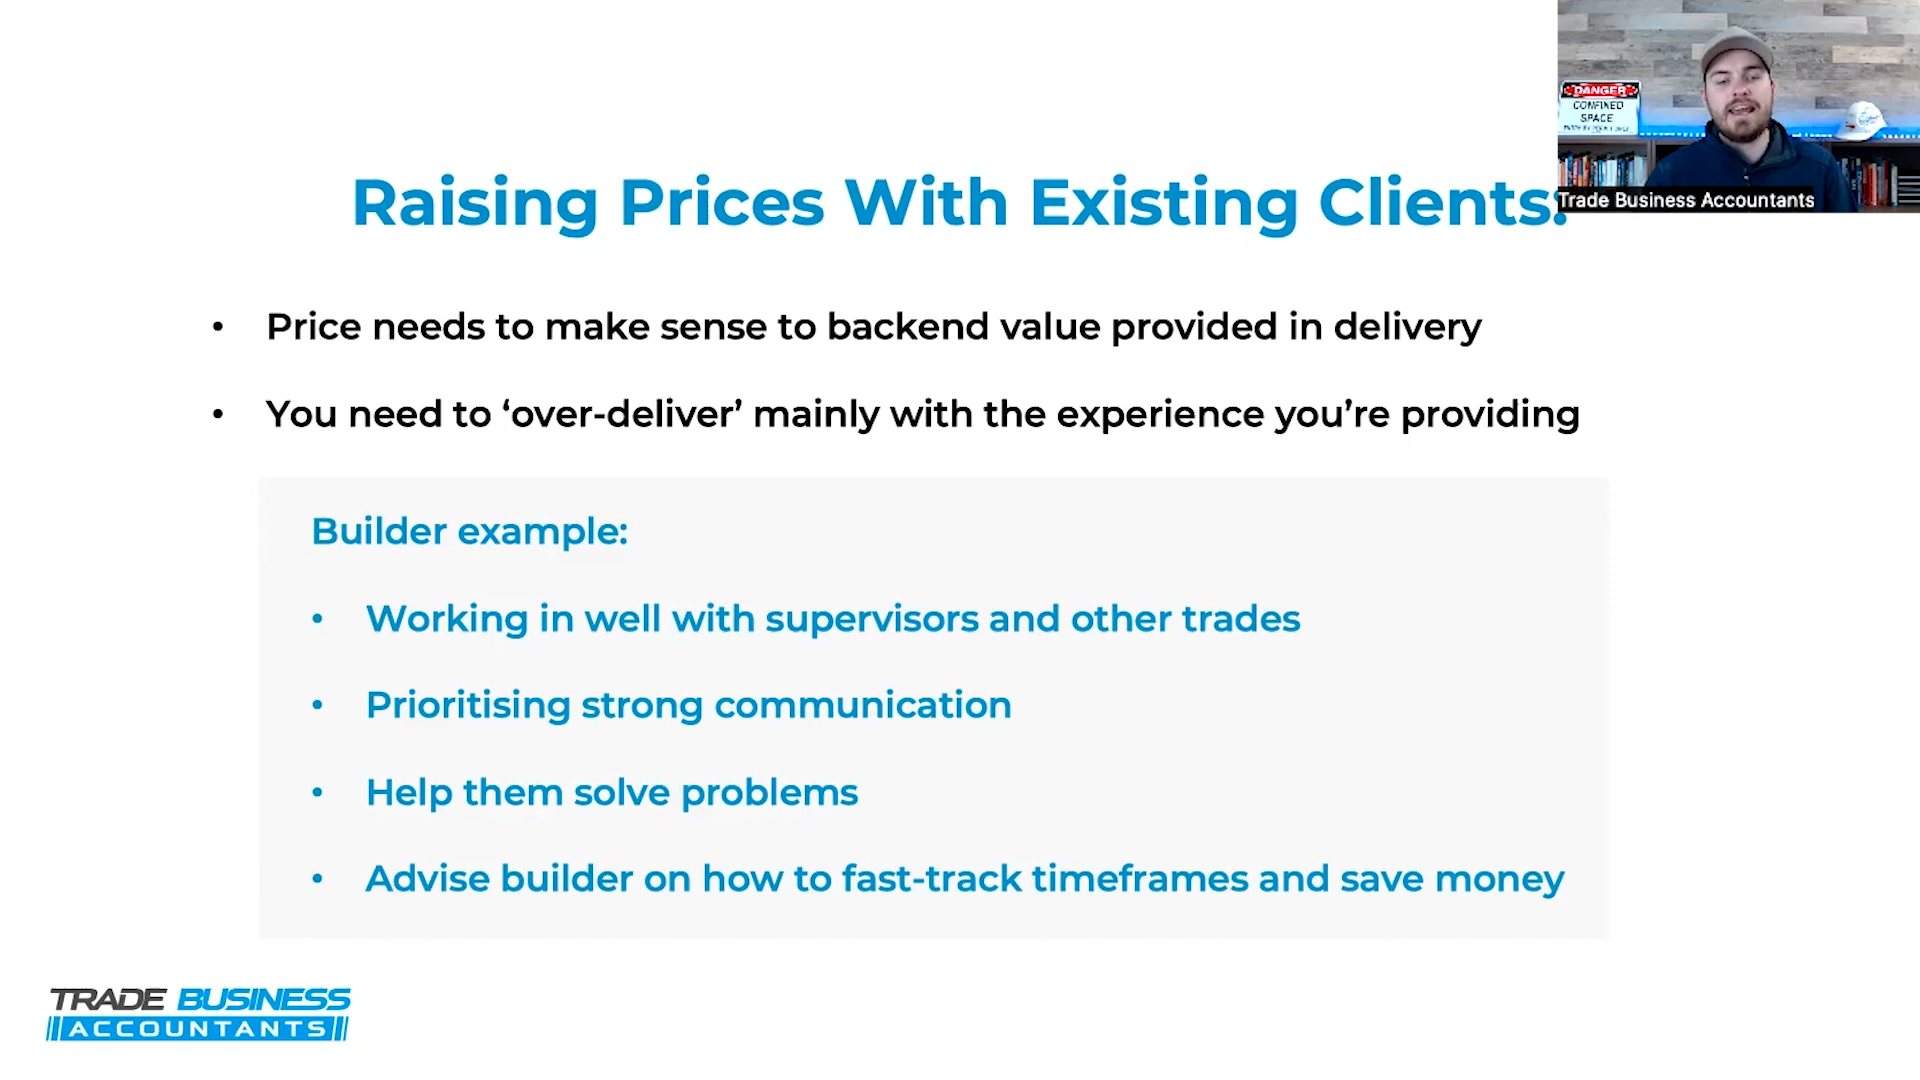 DANGER
CONFINED
SPACE
Trade Business Accountants
Raising Prices With Existing Clients:
• Price needs to make sense to backend value provided in delivery
• You need to ‘over-deliver’ mainly with the experience you’re providing
Builder example:
• Working in well with supervisors and other trades
• Prioritising strong communication
• Help them solve problems
• Advise builder on how to fast-track timeframes and save money
TRADE BUSINESS
ACCOUNTANTS